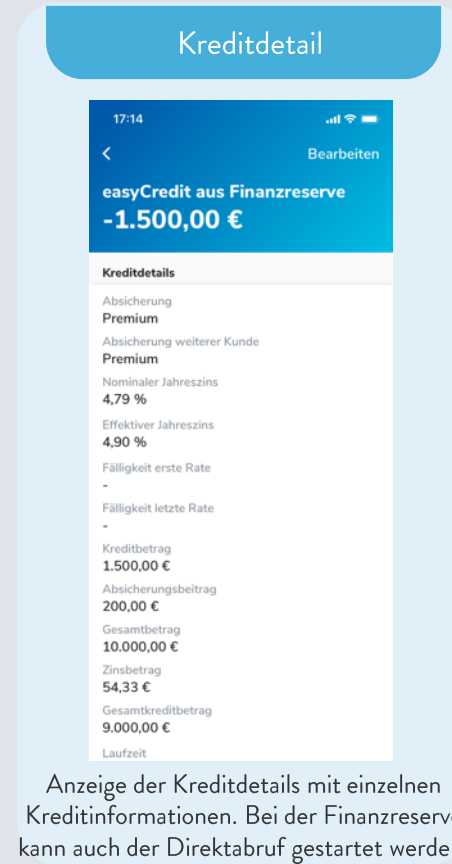 Kreditdetail
17:14
Bearbeiten
easyCredit aus Finanzreserve
-1.500,00 €
Kreditdetails
Absicherung
Premium
Absicherung weiterer Kunde
Premium
Nominaler Jahreszins
4,79 %
Effektiver Jahreszins
4,90 %
Fälligkeit erste Rate
-
Fälligkeit letzte Rate
-
Kreditbetrag
1.500,00 €
Absicherungsbeitrag
200,00 €
Gesamtbetrag
10.000,00 €
Zinsbetrag
54,33 €
Gesamtkreditbetrag
9.000,00 €
Laufzeit
Anzeige der Kreditdetails mit einzelnen
Kreditinformationen. Bei der Finanzreserve
kann auch der Direktabruf gestartet werde